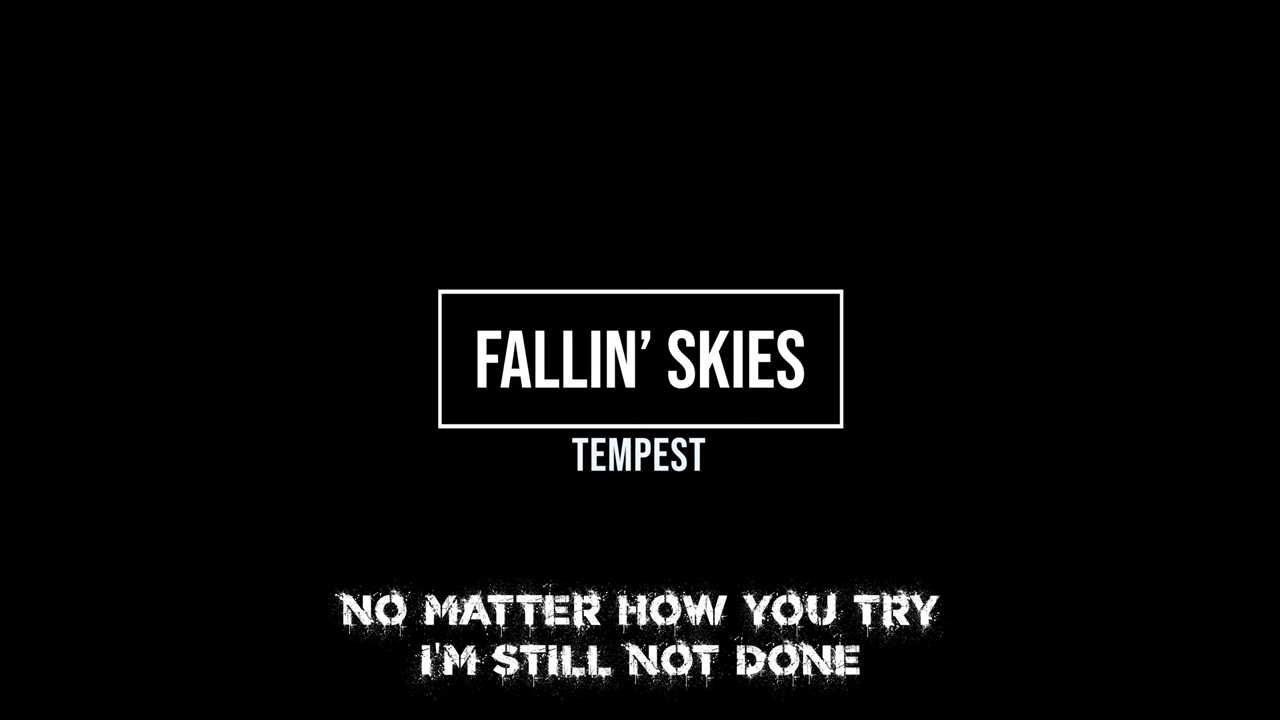 FALLIN’ SKIES
TEMPEST
NO MATTER HOW YOU TRY
I'M STILL NOT DONE